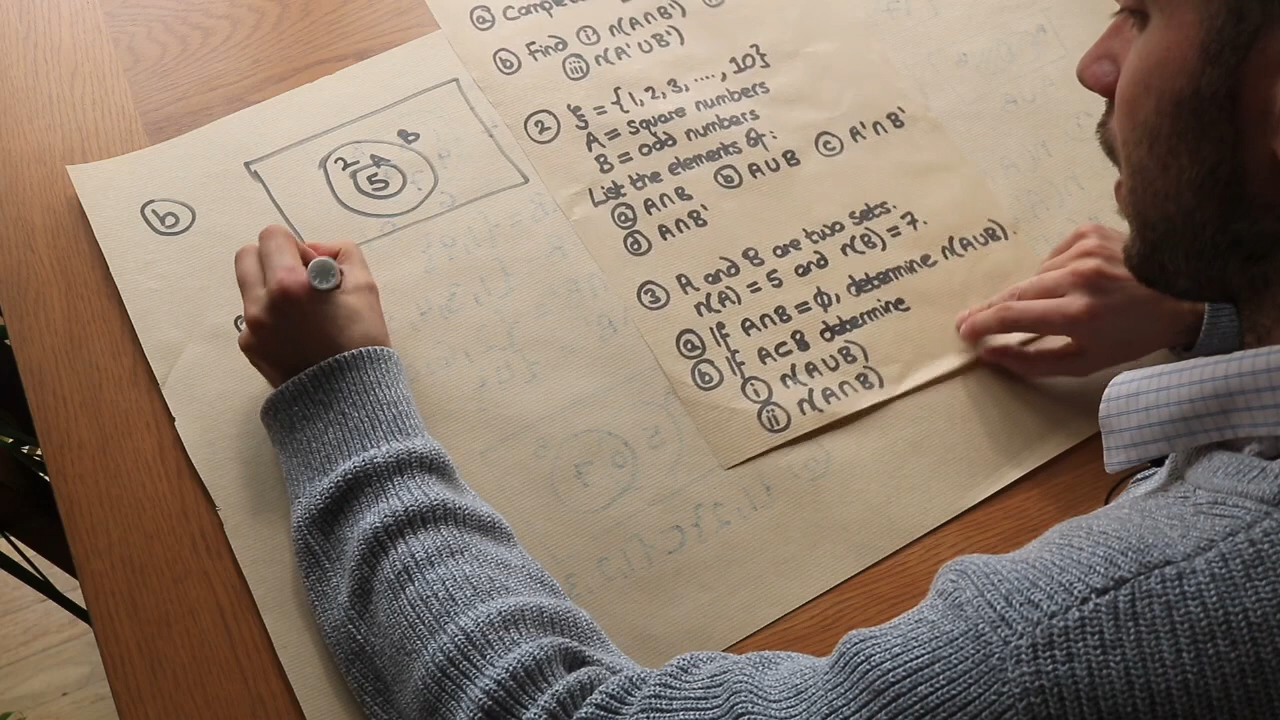 ⓐ Complete
ⓑ Find ⓘ n(A∩B')
ⓘⓘⓘ n(A'∪B')
② ξ = {1, 2, 3, ...., 10}
A = square numbers
B = odd numbers
List the elements of:
ⓐ A∩B ⓑ A∪B ⓒ A'∩B'
ⓓ A∩B'
③ A and B are two sets.
n(A) = 5 and n(B) = 7.
ⓐ If A∩B = ϕ, determine n(A∪B).
ⓑ If A⊂B determine
ⓘ n(A∪B)
ⓘⓘ n(A∩B)
ⓑ
2 A B
5